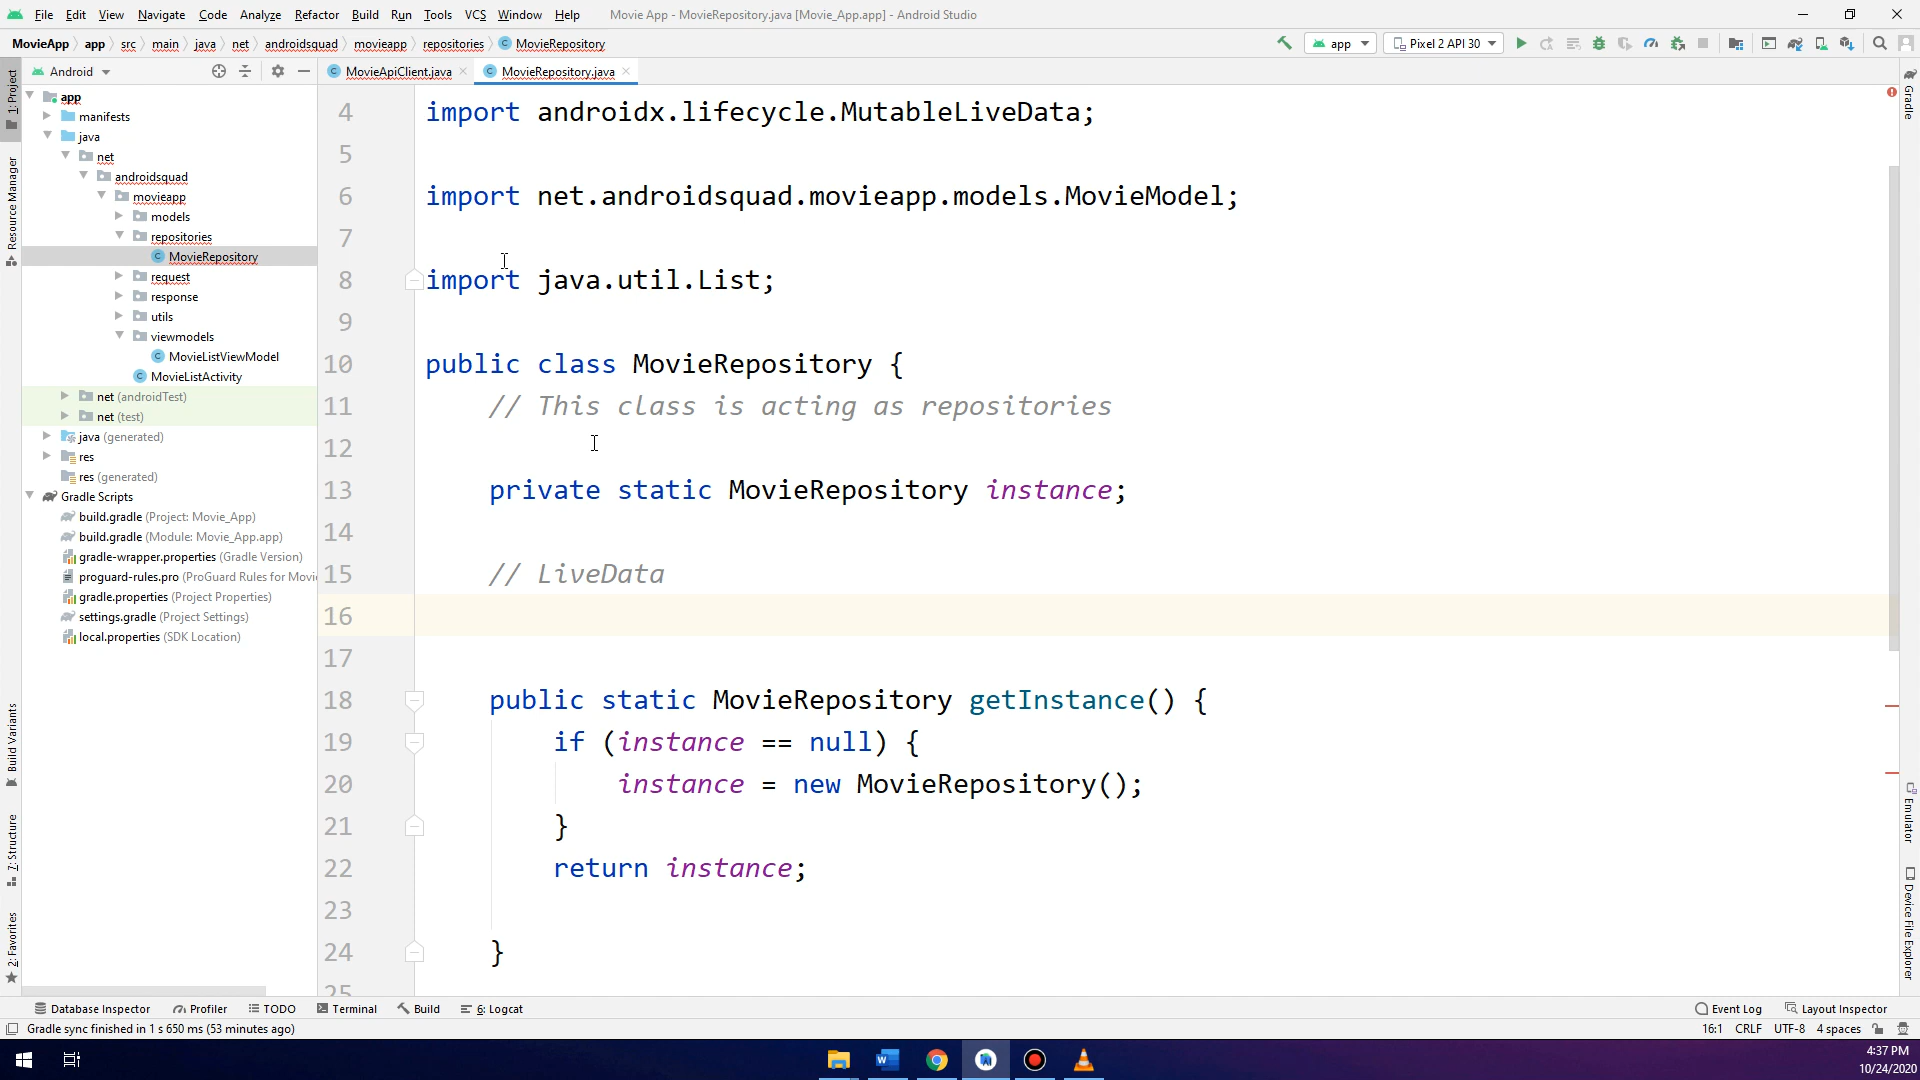 File Edit View Navigate Code Analyze Refactor Build Run Tools VCS Window Help Movie App - MovieRepository.java [Movie_App.app] - Android Studio
MovieApp app src main java net androidsquad movieapp repositories MovieRepository app Pixel 2 API 30
Android
MovieApiClient.java
MovieRepository.java
1: Project
Resource Manager
Build Variants
7: Structure
2: Favorites
app
manifests
java
net
androidsquad
movieapp
models
repositories
MovieRepository
request
response
utils
viewmodels
MovieListViewModel
MovieListActivity
net (androidTest)
net (test)
java (generated)
res
res (generated)
Gradle Scripts
build.gradle (Project: Movie_App)
build.gradle (Module: Movie_App.app)
gradle-wrapper.properties (Gradle Version)
proguard-rules.pro (ProGuard Rules for Movi
gradle.properties (Project Properties)
settings.gradle (Project Settings)
local.properties (SDK Location)
4 import androidx.lifecycle.MutableLiveData;
5
6 import net.androidsquad.movieapp.models.MovieModel;
7
8 import java.util.List;
9
10 public class MovieRepository {
11 // This class is acting as repositories
12
13 private static MovieRepository instance;
14
15 // LiveData
16
17
18 public static MovieRepository getInstance() {
19 if (instance == null) {
20 instance = new MovieRepository();
21 }
22 return instance;
23
24 }
25
Gradle
Emulator
Device File Explorer
Database Inspector Profiler TODO Terminal Build 6: Logcat Event Log Layout Inspector
Gradle sync finished in 1 s 650 ms (53 minutes ago) 16:1 CRLF UTF-8 4 spaces
4:37 PM
10/24/2020